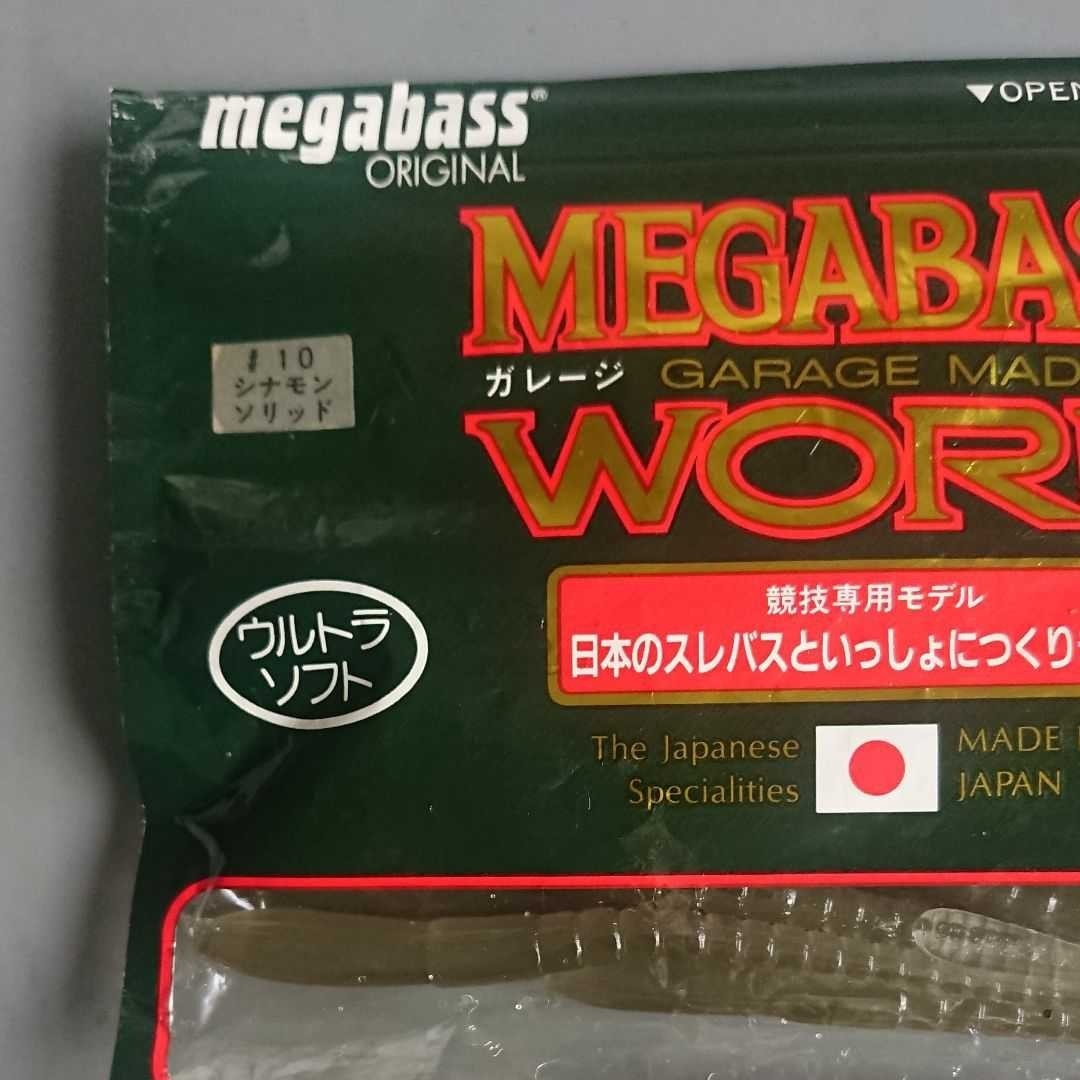 megabass®
ORIGINAL
▼OPEN
MEGABAS
#10
シナモン
ソリッド
ガレージ GARAGE MAD
WOR
ウルトラ
ソフト
競技専用モデル
日本のスレバスといっしょにつくり
The Japanese
Specialities
MADE
JAPAN